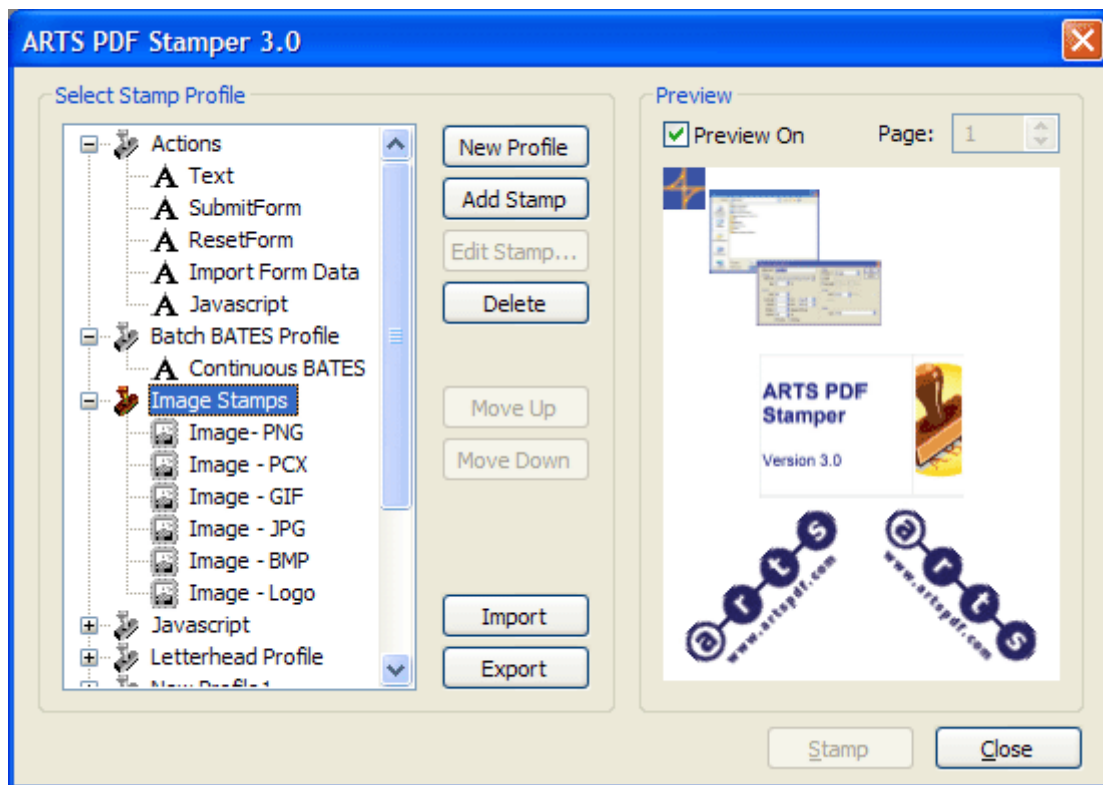 ARTS PDF Stamper 3.0
Select Stamp Profile
Actions
Text
SubmitForm
ResetForm
Import Form Data
Javascript
Batch BATES Profile
Continuous BATES
Image Stamps
Image- PNG
Image - PCX
Image - GIF
Image - JPG
Image - BMP
Image - Logo
Javascript
Letterhead Profile
New Profile1
New Profile
Add Stamp
Edit Stamp...
Delete
Move Up
Move Down
Import
Export
Preview
Preview On
Page: 1
ARTS PDF
Stamper
Version 3.0
arts
www.artspdf.com
arts
www.artspdf.com
Stamp
Close